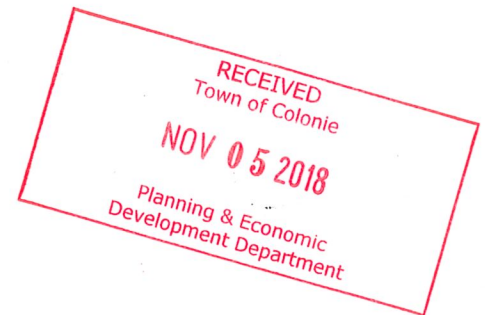 RECEIVED
Town of Colonie
NOV 05 2018
Planning & Economic
Development Department